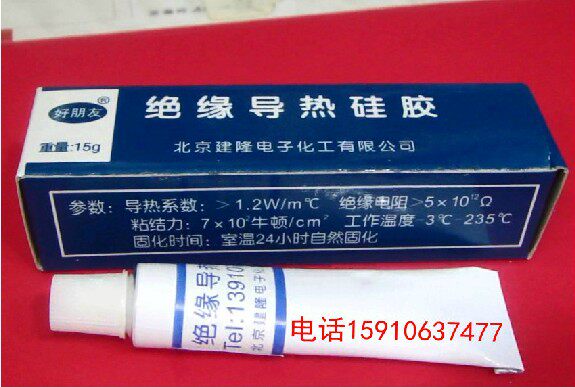 好朋友®
重量:15g
绝缘导热硅胶
北京建隆电子化工有限公司
参数: 导热系数: >1.2W/m℃ 绝缘电阻>5×10¹²Ω
粘结力: 7×10²牛顿/cm² 工作温度-3℃-235℃
固化时间: 室温24小时自然固化
绝缘导热
Tel:13910
北京建隆电子化
电话15910637477